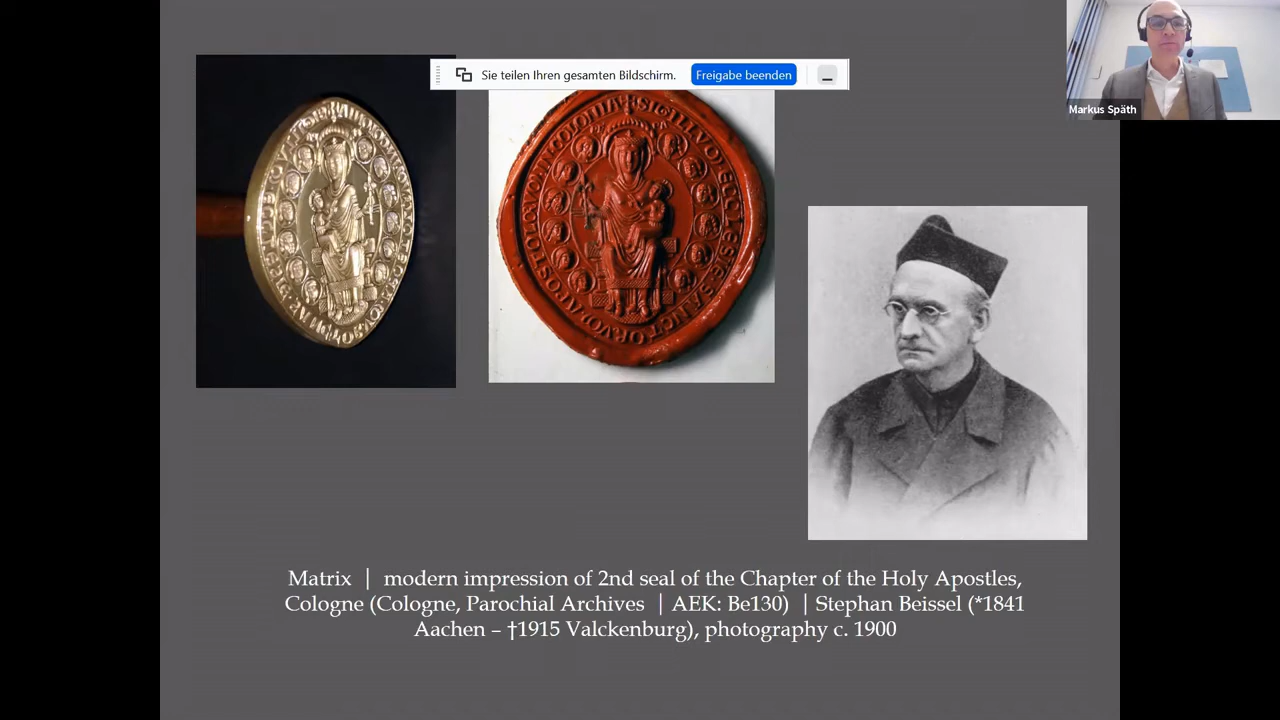 Sie teilen Ihren gesamten Bildschirm. Freigabe beenden
Markus Späth
Matrix | modern impression of 2nd seal of the Chapter of the Holy Apostles,
Cologne (Cologne, Parochial Archives | AEK: Be130) | Stephan Beissel (*1841
Aachen – †1915 Valckenburg), photography c. 1900